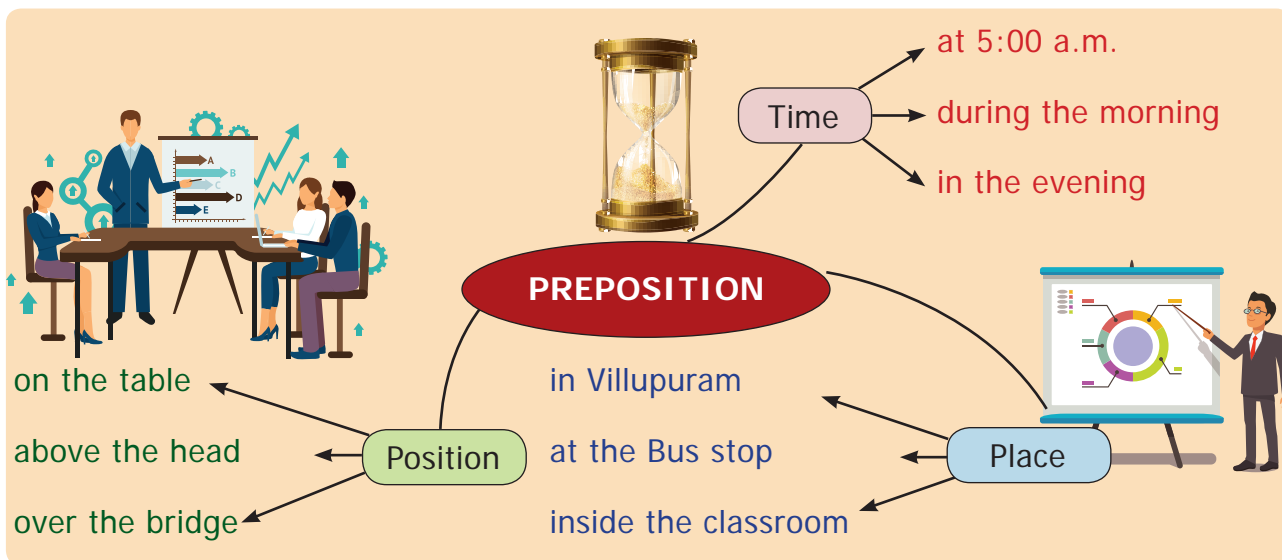 at 5:00 a.m.
Time
during the morning
in the evening
A
B
C
D
E
PREPOSITION
on the table
above the head
Position
over the bridge
in Villupuram
at the Bus stop
Place
inside the classroom